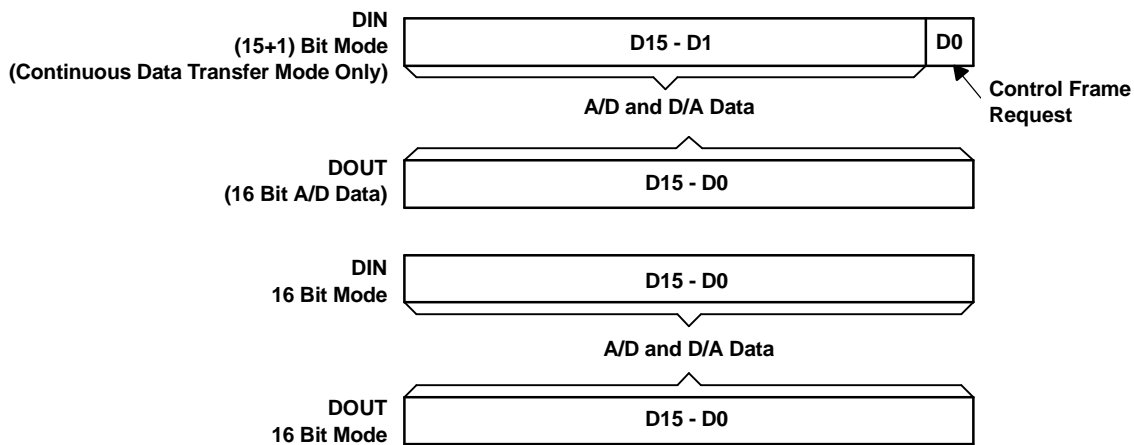 DIN
(15+1) Bit Mode
(Continuous Data Transfer Mode Only)
D15 - D1
D0
Control Frame
Request
A/D and D/A Data
DOUT
(16 Bit A/D Data)
D15 - D0
DIN
16 Bit Mode
D15 - D0
A/D and D/A Data
DOUT
16 Bit Mode
D15 - D0